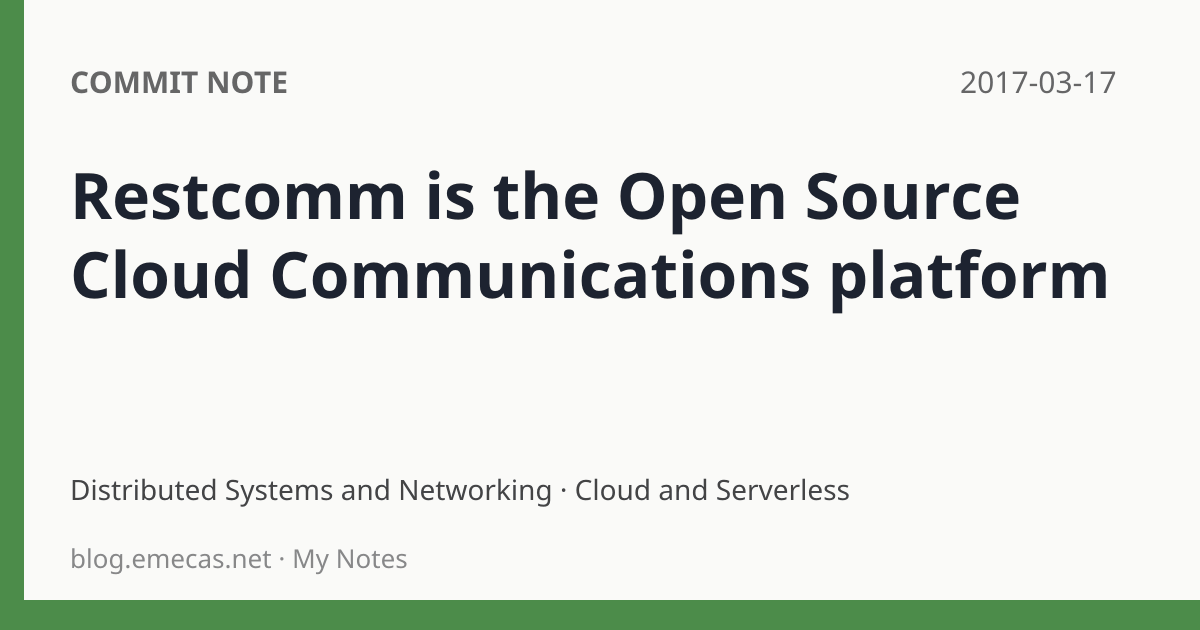 COMMIT NOTE
2017-03-17
Restcomm is the Open Source
Cloud Communications platform
Distributed Systems and Networking · Cloud and Serverless
blog.emecas.net · My Notes